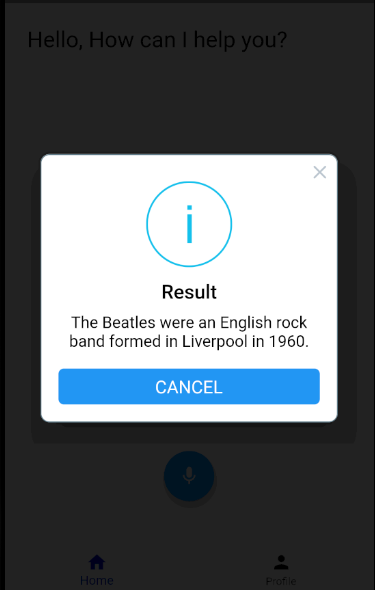 Hello, How can I help you?
Result
The Beatles were an English rock
band formed in Liverpool in 1960.
CANCEL
Home
Profile